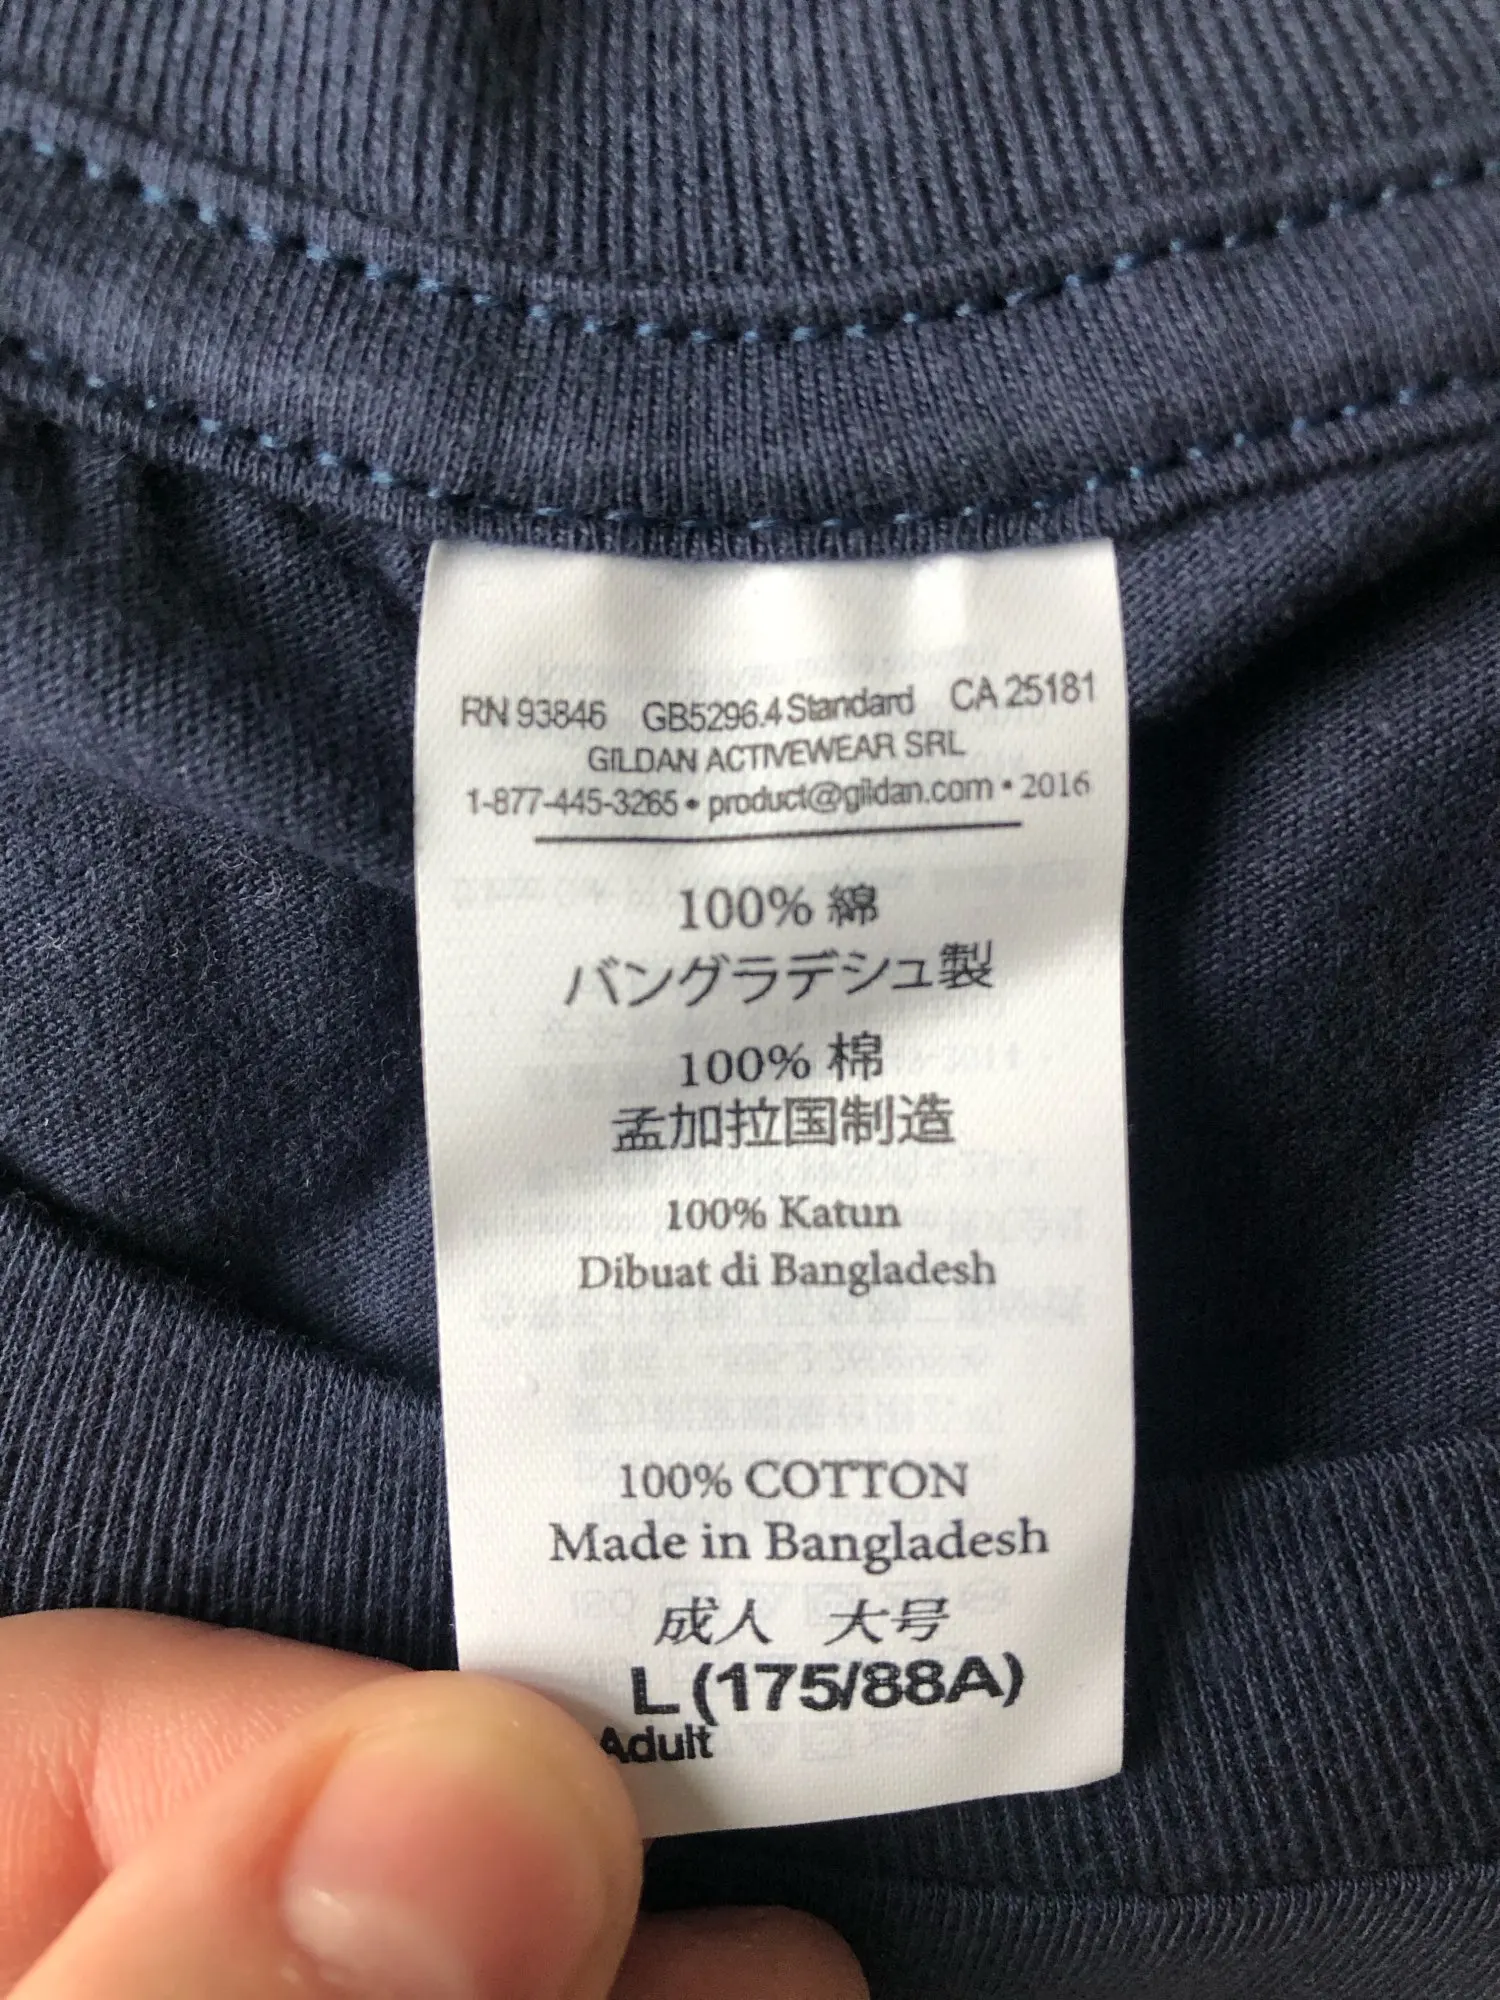 RN 93846 GB5296.4 Standard CA 25181
GILDAN ACTIVEWEAR SRL
1-877-445-3265 • product@gildan.com • 2016
100% 綿
バングラデシュ製
100% 棉
孟加拉国制造
100% Katun
Dibuat di Bangladesh
100% COTTON
Made in Bangladesh
成人 大号
L (175/88A)
Adult